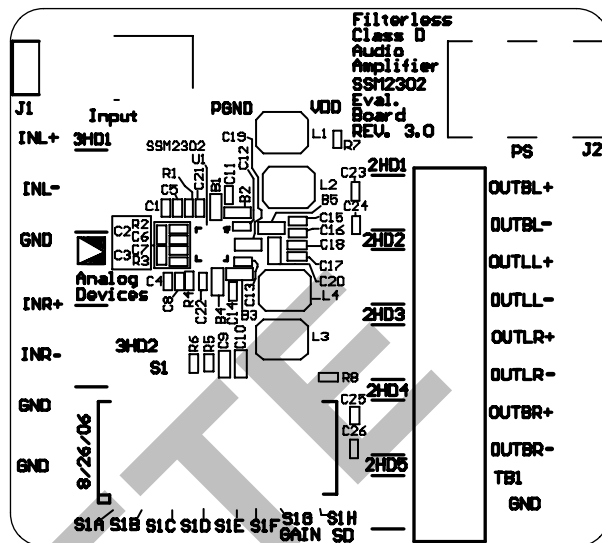 Filterless
Class D
Audio
Amplifier
SSM2302
Eval.
Board
REV. 3.0
J1
Input
PGND
VDD
PS
J2
INL+
3HD1
INL-
GND
INR+
INR-
GND
GND
Analog
Devices
SSM2302
U1
R1
C5
C1
C21
B1
C11
C19
C12
B2
L1
R7
L2
B5
C15
C16
C18
C17
C20
R2
C2
C6
C7
C3
R3
C4
C8
R4
C22
B4
C14
C13
B3
L4
L3
3HD2
S1
R6
R5
C9
C10
R8
C23
C24
C25
C26
2HD1
2HD2
2HD3
2HD4
2HD5
OUTBL+
OUTBL-
OUTLL+
OUTLL-
OUTLR+
OUTLR-
OUTBR+
OUTBR-
TB1
GND
8/26/06
S1A S1B S1C S1D S1E S1F S1G S1H
GAIN SD
TE